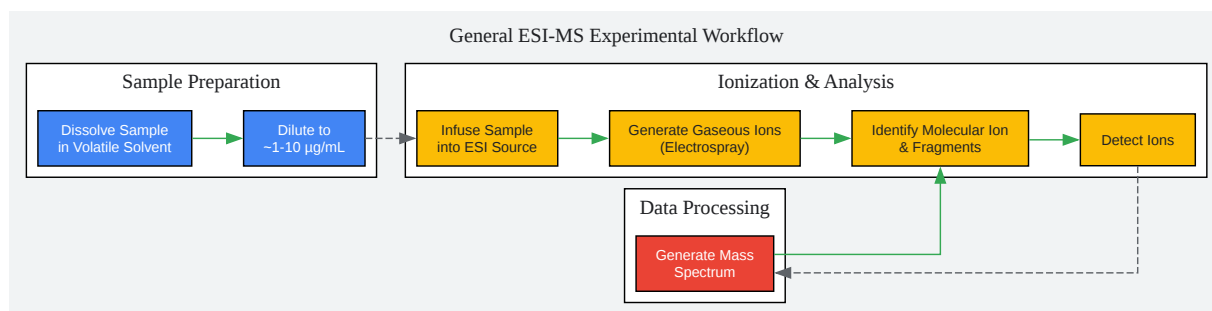 General ESI-MS Experimental Workflow
Sample Preparation
Dissolve Sample
in Volatile Solvent
Dilute to
~1-10 µg/mL
Ionization & Analysis
Infuse Sample
into ESI Source
Generate Gaseous Ions
(Electrospray)
Identify Molecular Ion
& Fragments
Detect Ions
Data Processing
Generate Mass
Spectrum